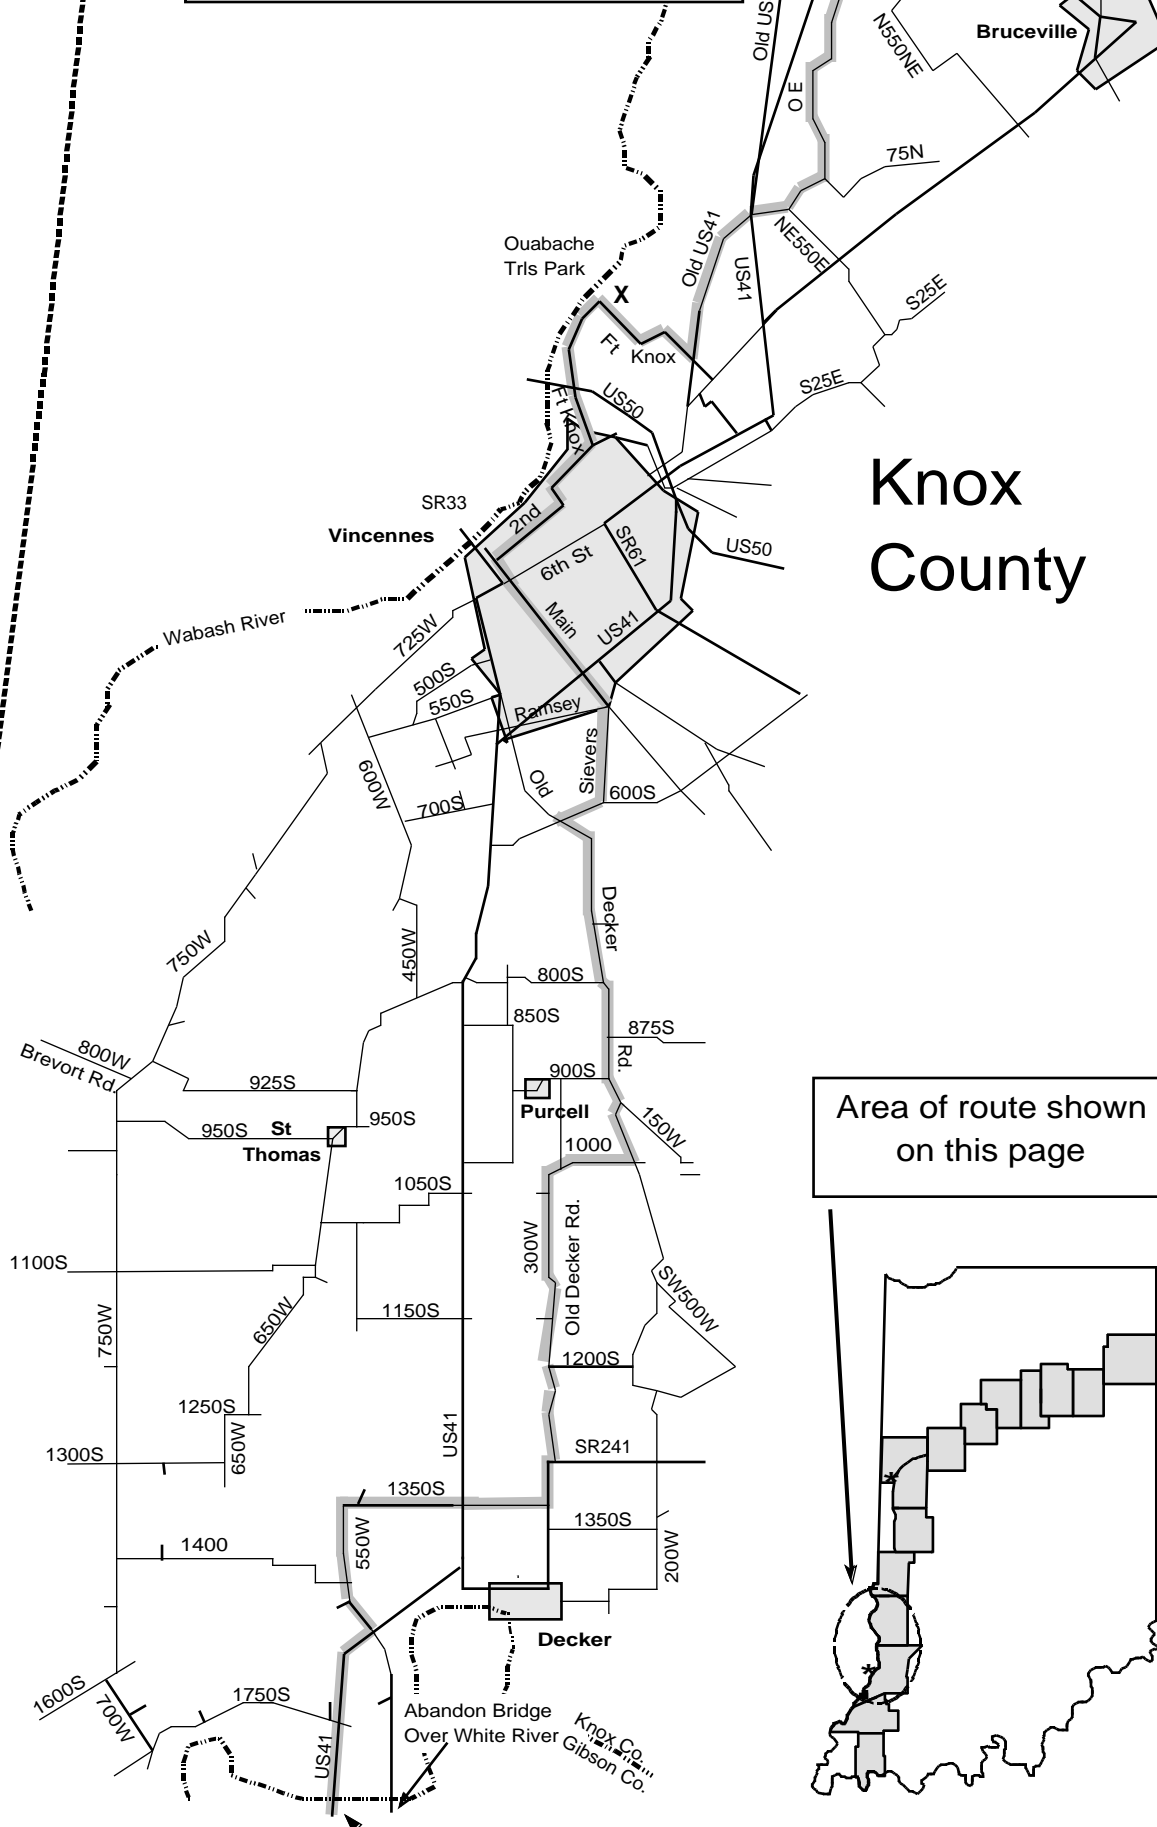 Old US
O E
N550NE
Bruceville
75N
Ouabache
Trls Park
X
Old US41
US41
NE550E
S25E
Ft
Knox
S25E
US50
Ft Knox
Knox
County
SR33
2nd
Vincennes
SR61
US50
6th St
Main
US41
Wabash River
725W
500S
550S
Ramsey
600W
700S
Old
Sievers
600S
Decker
750W
450W
800S
850S
875S
Rd.
800W
Brevort Rd.
925S
900S
Purcell
950S
St
Thomas
950S
150W
1000
1050S
300W
Old Decker Rd.
1100S
750W
650W
1150S
SW500W
1200S
1250S
650W
US41
1300S
SR241
1350S
550W
1350S
200W
1400
Decker
1600S
700W
1750S
US41
Abandon Bridge
Over White River
Knox Co.
Gibson Co.
Area of route shown
on this page
*
*